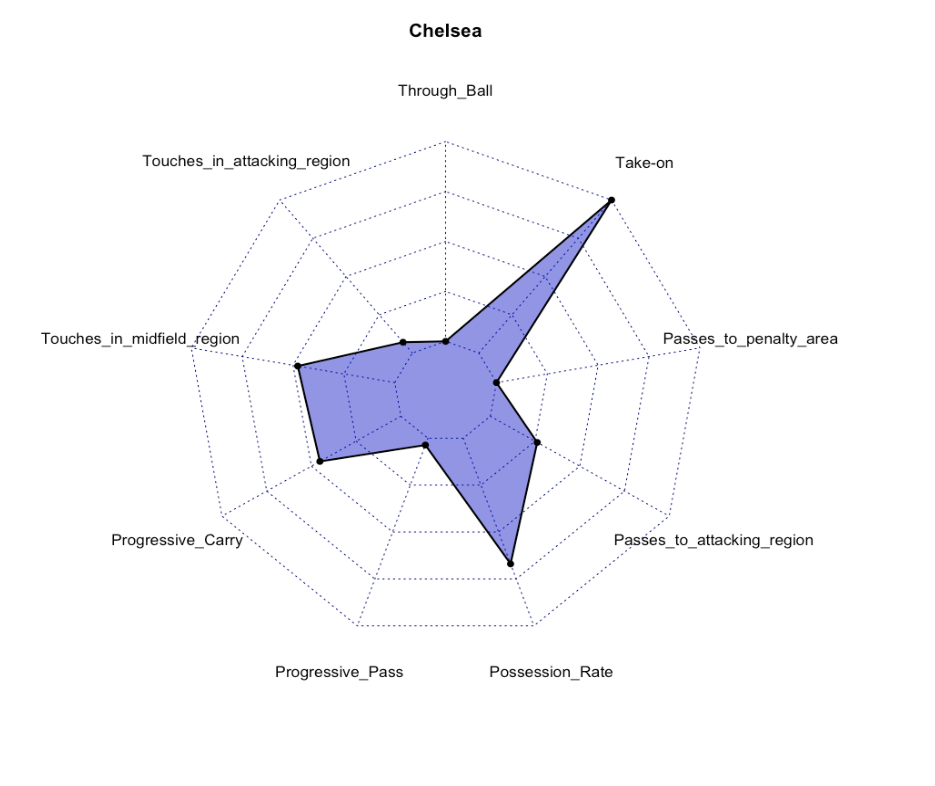 Chelsea
Through_Ball
Touches_in_attacking_region
Take-on
Touches_in_midfield_region
Passes_to_penalty_area
Progressive_Carry
Passes_to_attacking_region
Progressive_Pass
Possession_Rate